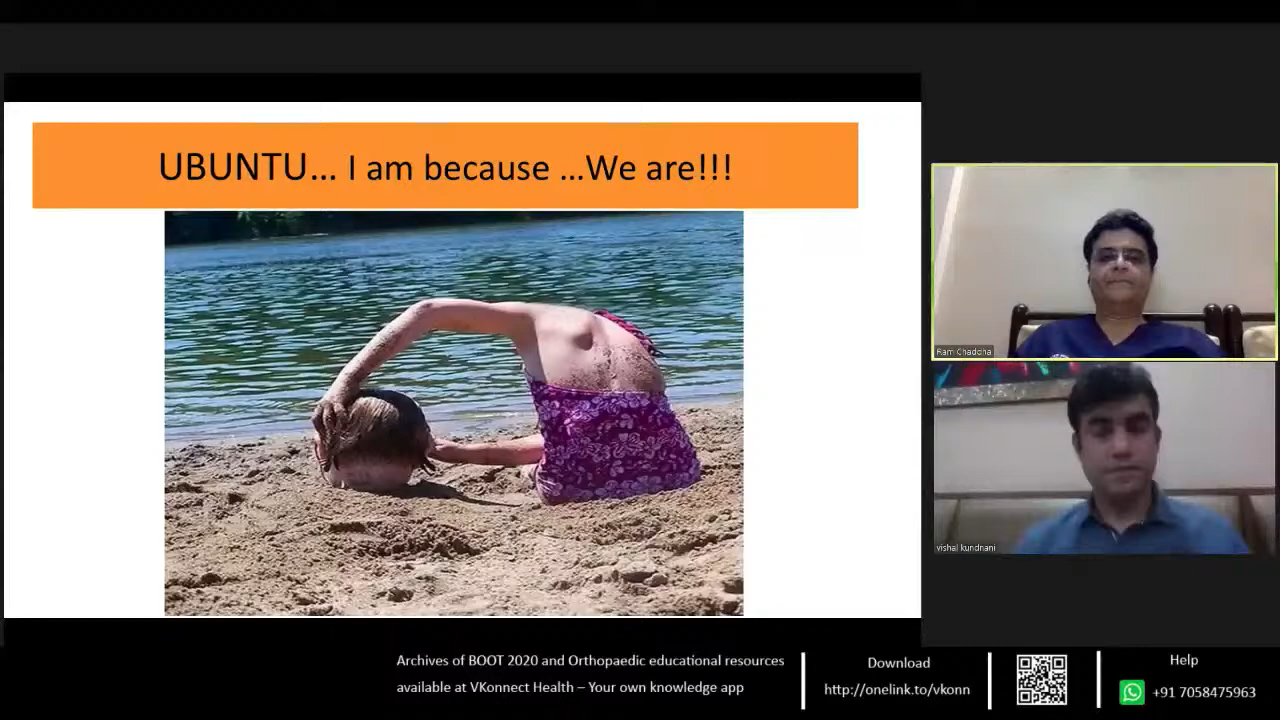 UBUNTU... I am because ...We are!!!
Ram Chaddha
vishal kundnani
Archives of BOOT 2020 and Orthopaedic educational resources
available at VKonnect Health – Your own knowledge app
Download
http://onelink.to/vkonn
Help
+91 7058475963